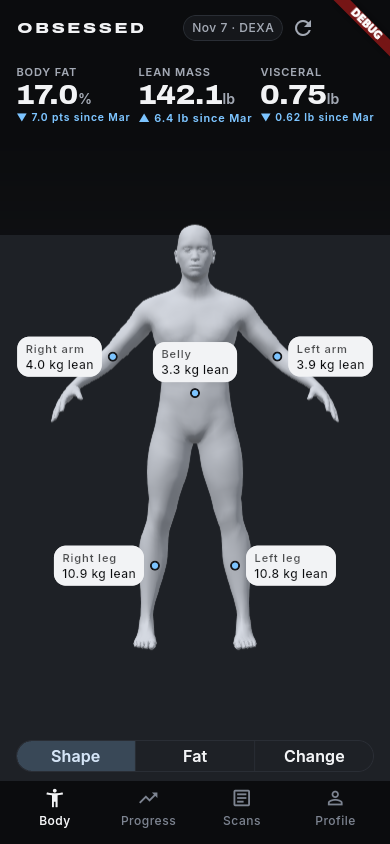 OBSESSED
Nov 7 · DEXA
DEBUG
BODY FAT
17.0%
▼ 7.0 pts since Mar
LEAN MASS
142.1lb
▲ 6.4 lb since Mar
VISCERAL
0.75lb
▼ 0.62 lb since Mar
Right arm
4.0 kg lean
Belly
3.3 kg lean
Left arm
3.9 kg lean
Right leg
10.9 kg lean
Left leg
10.8 kg lean
Shape
Fat
Change
Body
Progress
Scans
Profile